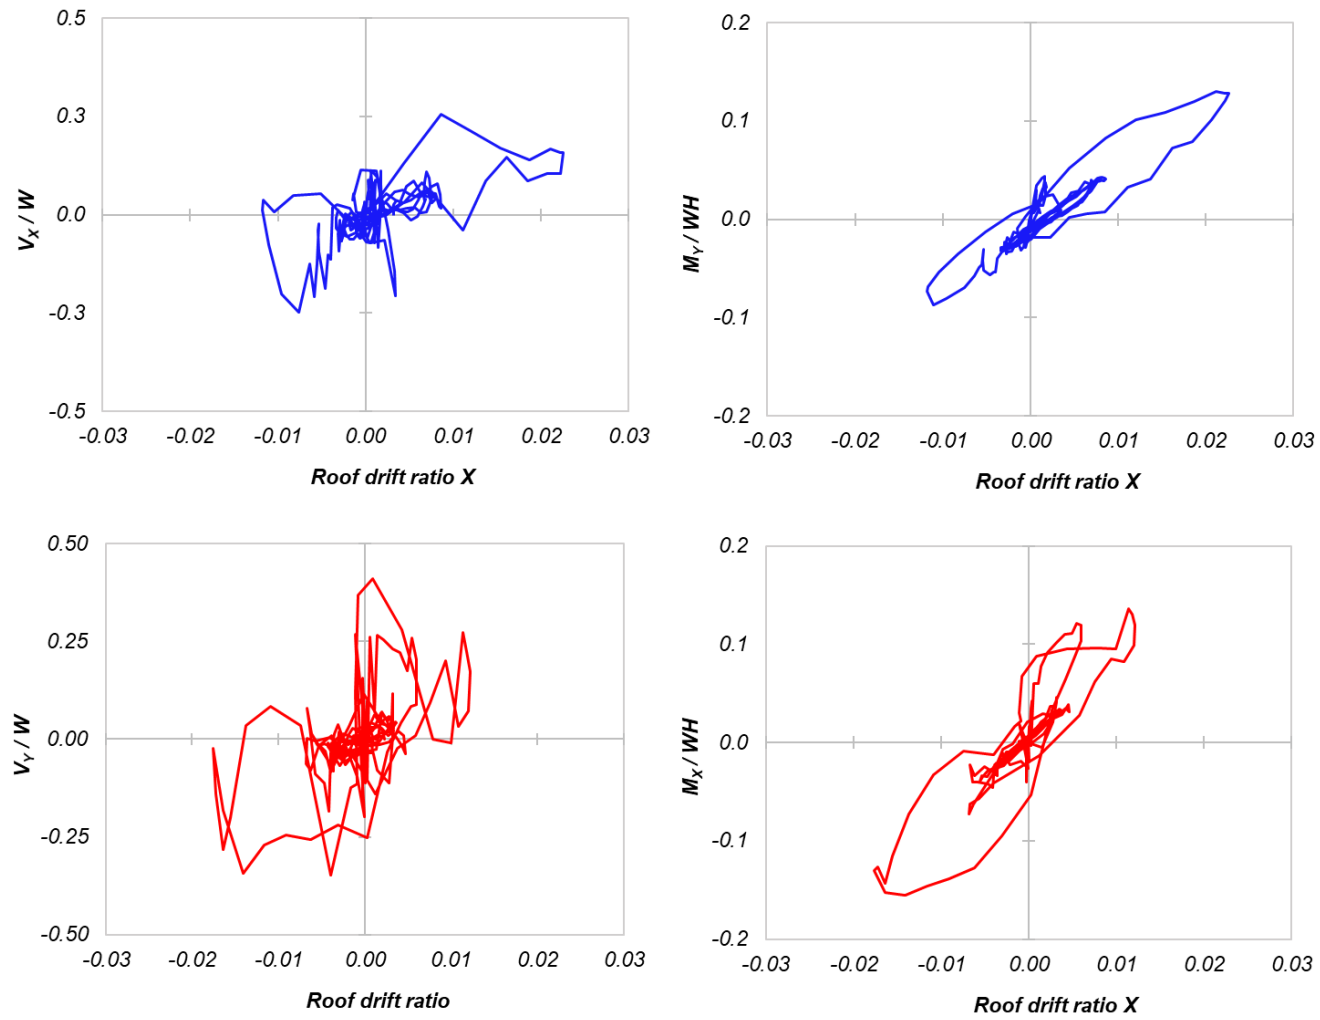 0.5
0.3
0.0
-0.3
-0.5
V_X / W
-0.03 -0.02 -0.01 0.00 0.01 0.02 0.03
Roof drift ratio X
0.2
0.1
0.0
-0.1
-0.2
M_Y / WH
-0.03 -0.02 -0.01 0.00 0.01 0.02 0.03
Roof drift ratio X
0.50
0.25
0.00
-0.25
-0.50
V_Y / W
-0.03 -0.02 -0.01 0.00 0.01 0.02 0.03
Roof drift ratio
0.2
0.1
0.0
-0.1
-0.2
M_X / WH
-0.03 -0.02 -0.01 0.00 0.01 0.02 0.03
Roof drift ratio X